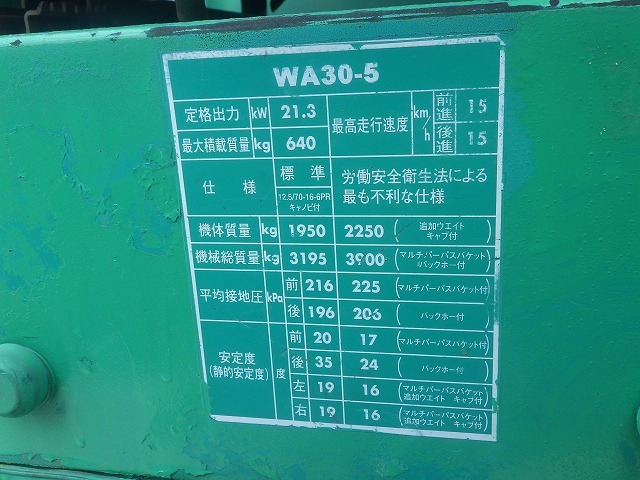 WA30-5
定格出力 kW 21.3 最高走行速度 km/h 前進 15
最大積載質量 kg 640 後進 15
仕様 標準 12.5/70-16-6PR キャノピ付 労働安全衛生法による最も不利な仕様
機体質量 kg 1950 2250 (追加ウエイト キャブ付)
機械総質量 kg 3195 3900 (マルチパーパスバケット バックホー付)
平均接地圧 kPa 前 216 225 (マルチパーパスバケット付)
後 196 206 (バックホー付)
安定度 (静的安定度) 度 前 20 17 (マルチパーパスバケット付)
後 35 24 (バックホー付)
左 19 16 (マルチパーパスバケット 追加ウエイト キャブ付)
右 19 16 (マルチパーパスバケット 追加ウエイト キャブ付)